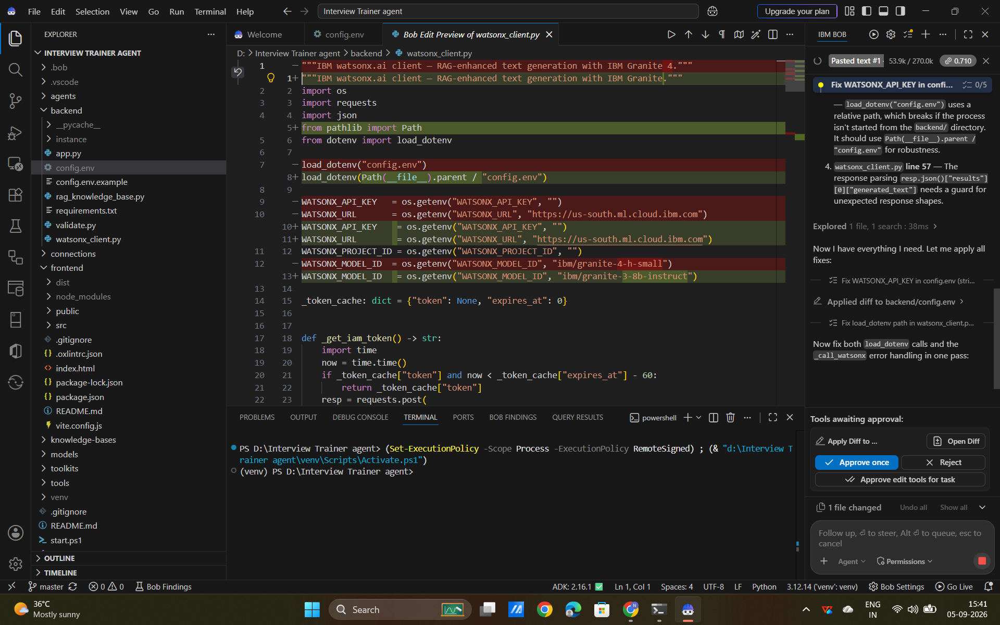 File Edit Selection View Go Run Terminal Help
Interview Trainer agent
Upgrade your plan
EXPLORER
INTERVIEW TRAINER AGENT
.bob
.vscode
agents
backend
__pycache__
instance
app.py
config.env
config.env.example
rag_knowledge_base.py
requirements.txt
validate.py
watsonx_client.py
connections
frontend
dist
node_modules
public
src
.gitignore
.oxlintrc.json
index.html
package-lock.json
package.json
README.md
vite.config.js
knowledge-bases
models
toolkits
tools
venv
.gitignore
README.md
start.ps1
OUTLINE
TIMELINE
Welcome
config.env
Bob Edit Preview of watsonx_client.py
D: > Interview Trainer agent > backend > watsonx_client.py
1 − """IBM watsonx.ai client — RAG-enhanced text generation with IBM Granite 4."""
1+ """IBM watsonx.ai client — RAG-enhanced text generation with IBM Granite."""
2 2 import os
3 3 import requests
4 4 import json
5+ from pathlib import Path
5 6 from dotenv import load_dotenv
6 7
7 − load_dotenv("config.env")
8+ load_dotenv(Path(__file__).parent / "config.env")
8 9
9 − WATSONX_API_KEY = os.getenv("WATSONX_API_KEY", "")
10 − WATSONX_URL = os.getenv("WATSONX_URL", "https://us-south.ml.cloud.ibm.com")
10+ WATSONX_API_KEY = os.getenv("WATSONX_API_KEY", "")
11+ WATSONX_URL = os.getenv("WATSONX_URL", "https://us-south.ml.cloud.ibm.com")
11 12 WATSONX_PROJECT_ID = os.getenv("WATSONX_PROJECT_ID", "")
12 − WATSONX_MODEL_ID = os.getenv("WATSONX_MODEL_ID", "ibm/granite-4-h-small")
13+ WATSONX_MODEL_ID = os.getenv("WATSONX_MODEL_ID", "ibm/granite-3-8b-instruct")
13 14
14 15 _token_cache: dict = {"token": None, "expires_at": 0}
15 16
16 17
17 18 def _get_iam_token() -> str:
18 19 import time
19 20 now = time.time()
20 21 if _token_cache["token"] and now < _token_cache["expires_at"] - 60:
21 22 return _token_cache["token"]
22 23 resp = requests.post(
PROBLEMS OUTPUT DEBUG CONSOLE TERMINAL PORTS BOB FINDINGS QUERY RESULTS
powershell
PS D:\Interview Trainer agent> (Set-ExecutionPolicy -Scope Process -ExecutionPolicy RemoteSigned) ; (& "d:\Interview T
rainer agent\venv\Scripts\Activate.ps1")
(venv) PS D:\Interview Trainer agent>
IBM BOB
Pasted text #1 53.9k / 270.0k 0.710
Fix WATSONX_API_KEY in confi... 0/5
— load_dotenv("config.env") uses a
relative path, which breaks if the process
isn't started from the backend/ directory.
It should use Path(__file__).parent /
"config.env" for robustness.
4. watsonx_client.py line 57 — The
response parsing resp.json()["results"]
[0]["generated_text"] needs a guard for
unexpected response shapes.
Explored 1 file, 1 search : 38ms
Now I have everything I need. Let me apply all
fixes:
Fix WATSONX_API_KEY in config.env (stri...
Applied diff to backend/config.env
Fix load_dotenv path in watsonx_client.p...
Now fix both load_dotenv calls and the
_call_watsonx error handling in one pass:
Tools awaiting approval:
Apply Diff to ... Open Diff
Approve once Reject
Approve edit tools for task
1 file changed Undo all Show all
Follow up, ⏎ to steer, Alt ⏎ to queue, esc to
cancel
Agent Permissions
master 0 0 Bob Findings
ADK: 2.16.1 Ln 1, Col 1 Spaces: 4 UTF-8 LF Python 3.12.14 ('venv': venv) Bob Settings Go Live
36°C
Mostly sunny
Search
ENG
IN
15:41
05-09-2026